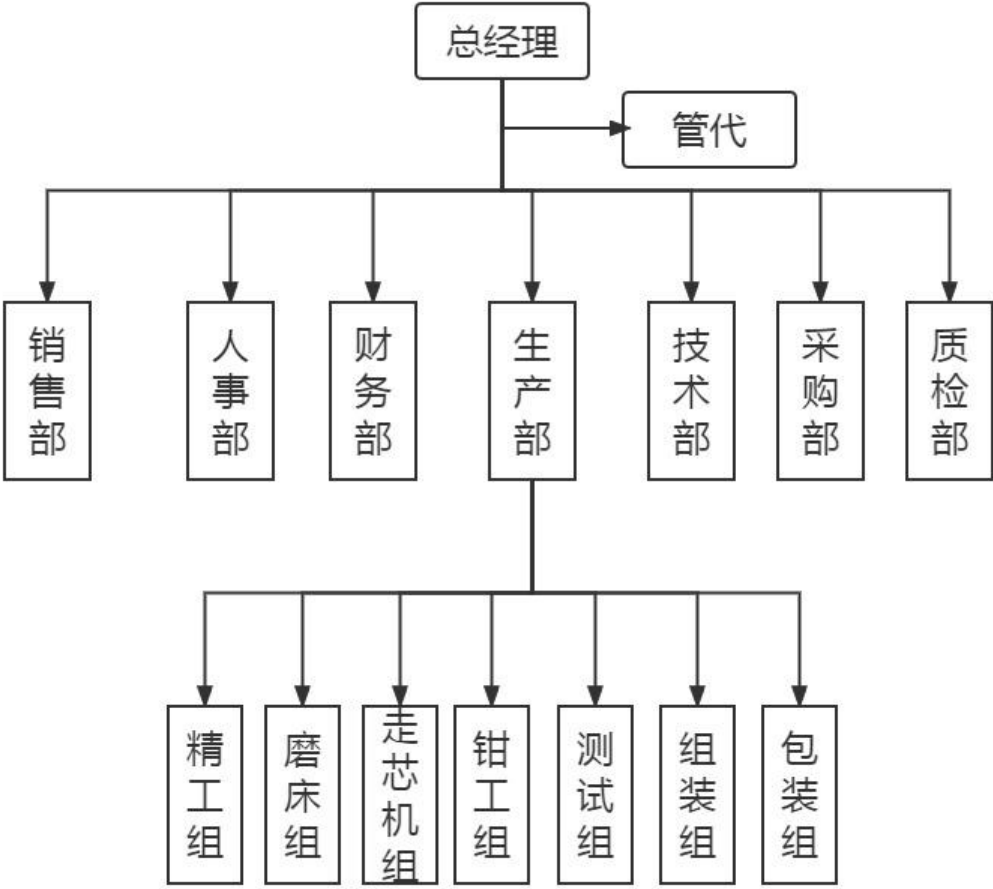 总经理
管代
销售部
人事部
财务部
生产部
技术部
采购部
质检部
精工组
磨床组
走芯机组
钳工组
测试组
组装组
包装组